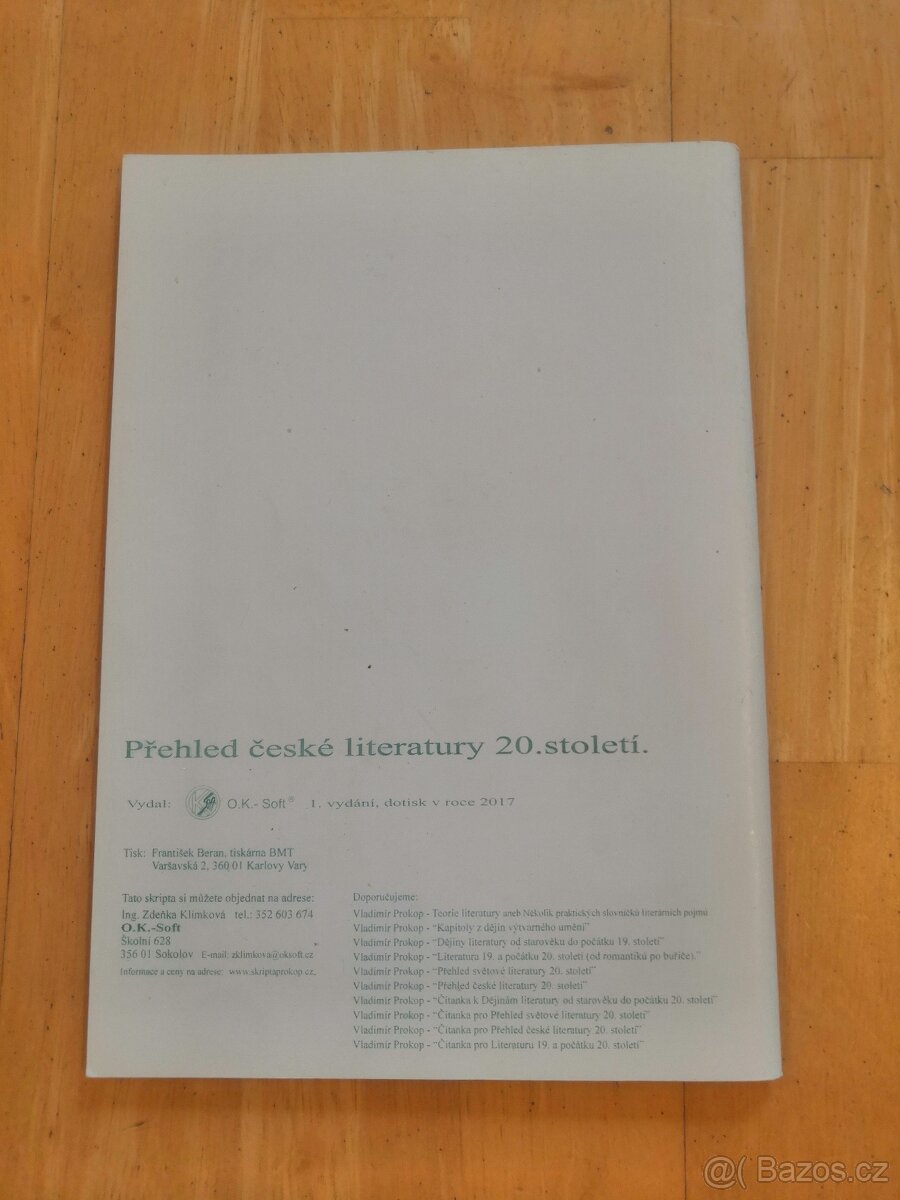 Přehled české literatury 20.století.
Vydal: O.K.- Soft® 1. vydání, dotisk v roce 2017
Tisk: František Beran, tiskárna BMT
Varšavská 2, 360 01 Karlovy Vary
Tato skripta si můžete objednat na adrese:
Ing. Zdeňka Klímková tel.: 352 603 674
O.K.-Soft
Školní 628
356 01 Sokolov E-mail: zklimkova@oksoft.cz
Informace a ceny na adrese: www.skriptaprokop.cz.
Doporučujeme:
Vladimír Prokop - Teorie literatury aneb Několik praktických slovníčků literárních pojmů
Vladimír Prokop - "Kapitoly z dějin výtvarného umění"
Vladimír Prokop - "Dějiny literatury od starověku do počátku 19. století"
Vladimír Prokop - "Literatura 19. a počátku 20. století (od romantiků po buřiče)."
Vladimír Prokop - "Přehled světové literatury 20. století"
Vladimír Prokop - "Přehled české literatury 20. století"
Vladimír Prokop - "Čítanka k Dějinám literatury od starověku do počátku 20. století"
Vladimír Prokop - "Čítanka pro Přehled světové literatury 20. století"
Vladimír Prokop - "Čítanka pro Přehled české literatury 20. století"
Vladimír Prokop - "Čítanka pro Literaturu 19. a počátku 20. století"
@( Bazos.cz